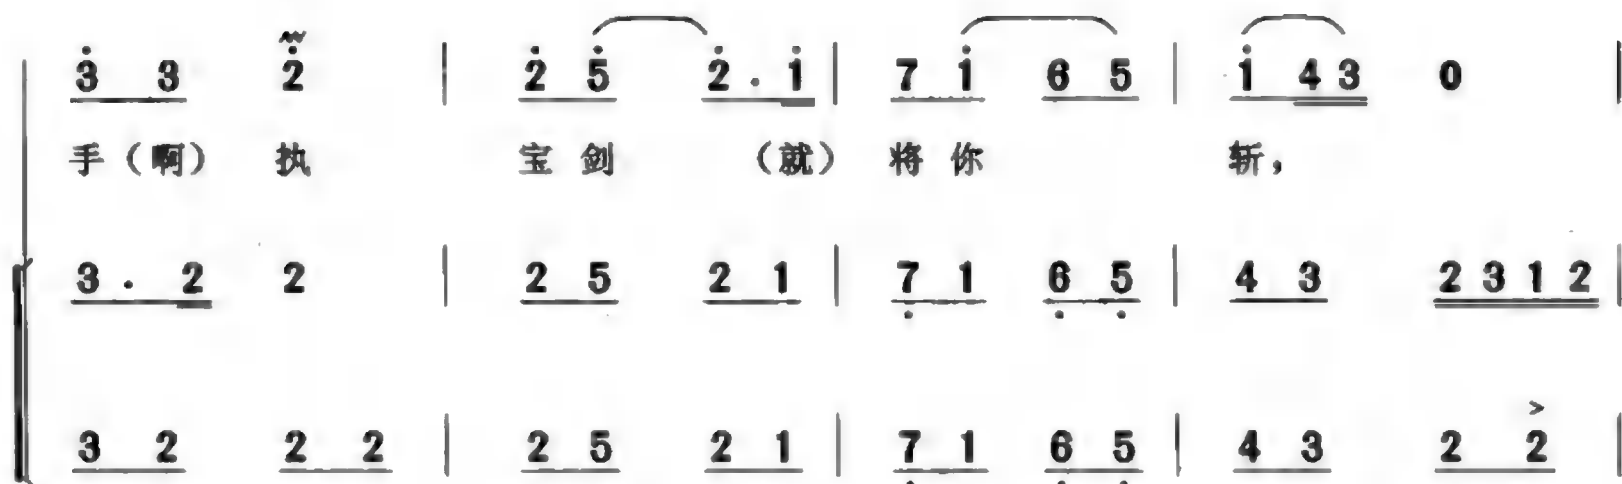 3̇ 3 2̇ | 2̇ 5̇ 2̇ . 1̇ | 7 1̇ 6 5 | 1̇ 4 3 0 |
手（啊） 执 宝 剑 （就） 将 你 斩，
3 . 2 2 | 2 5 2 1 | 7̣ 1 6̣ 5̣ | 4 3 2 3 1 2 |
3 2 2 2 | 2 5 2 1 | 7̣ 1 6̣ 5̣ | 4 3 2 2 |